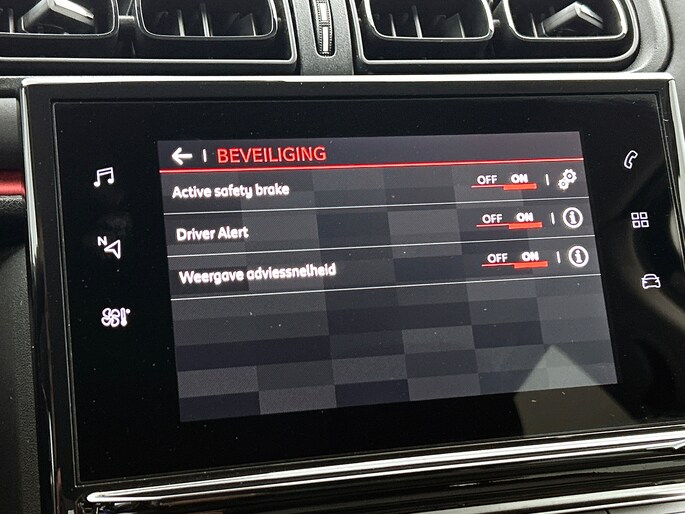 BEVEILIGING
Active safety brake OFF ON
Driver Alert OFF ON i
Weergave adviessnelheid OFF ON i
N